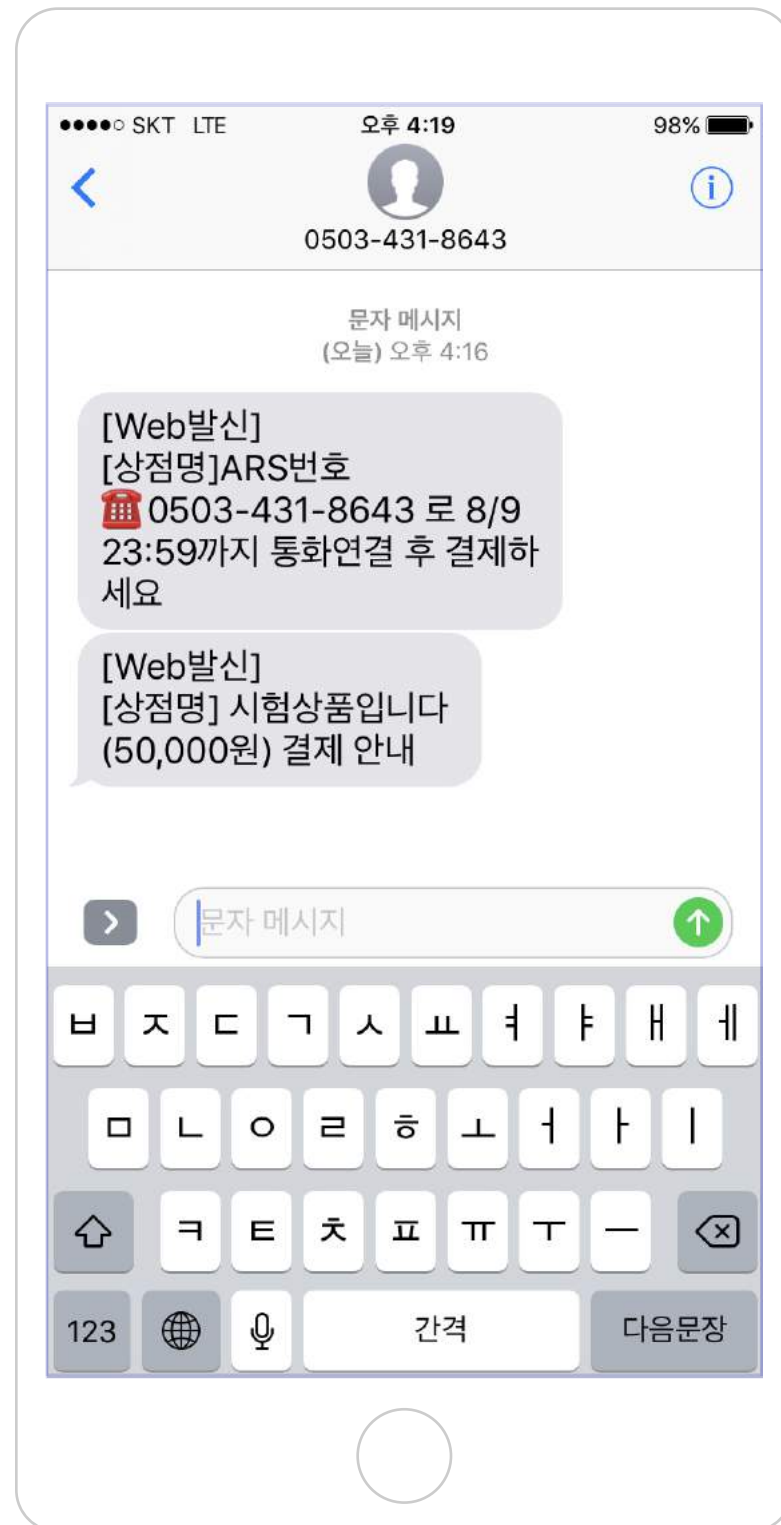 SKT LTE 오후 4:19 98%
0503-431-8643
문자 메시지
(오늘) 오후 4:16
[Web발신]
[상점명]ARS번호
☎0503-431-8643 로 8/9
23:59까지 통화연결 후 결제하
세요
[Web발신]
[상점명] 시험상품입니다
(50,000원) 결제 안내
문자 메시지
ㅂ ㅈ ㄷ ㄱ ㅅ ㅛ ㅕ ㅑ ㅐ ㅔ
ㅁ ㄴ ㅇ ㄹ ㅎ ㅗ ㅓ ㅏ ㅣ
ㅋ ㅌ ㅊ ㅍ ㅠ ㅜ ㅡ
123 간격 다음문장